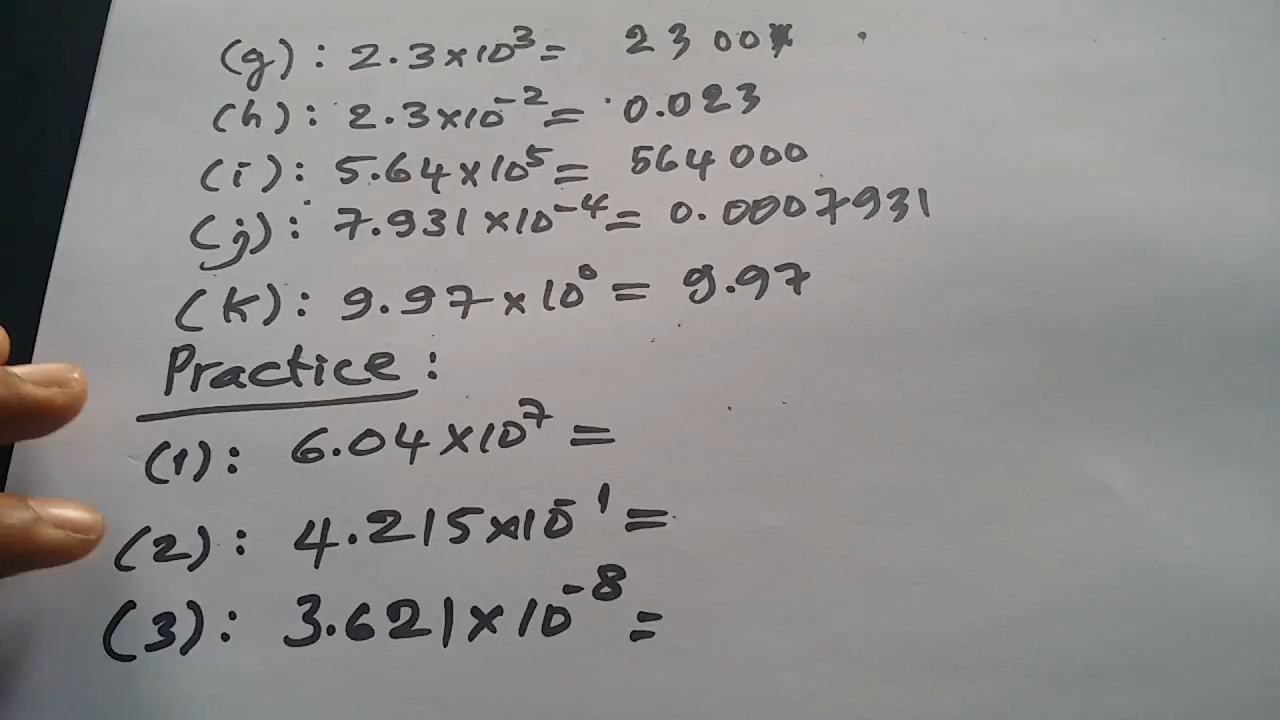 (g): 2.3×10³= 2300
(h): 2.3×10⁻²= 0.023
(i): 5.64×10⁵= 564000
(j): 7.931×10⁻⁴= 0.0007931
(k): 9.97×10⁰= 9.97
Practice:
(1): 6.04×10⁷=
(2): 4.215×10⁻¹=
(3): 3.621×10⁻⁸=